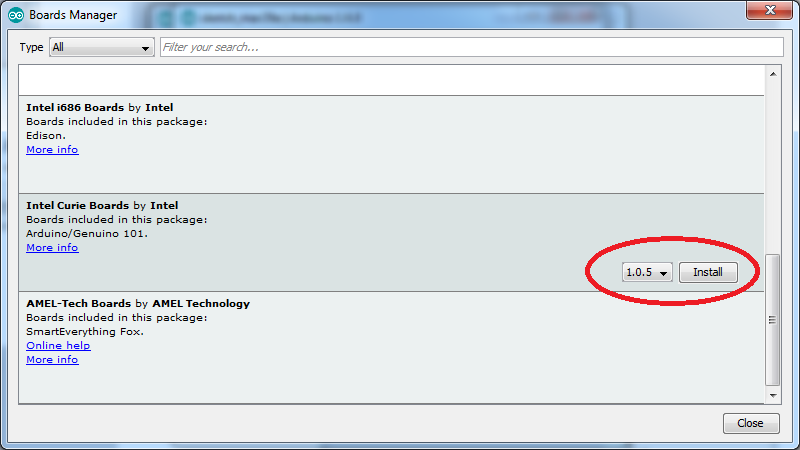 Boards Manager
Type All Filter your search...
Intel i686 Boards by Intel
Boards included in this package:
Edison.
More info
Intel Curie Boards by Intel
Boards included in this package:
Arduino/Genuino 101.
More info
1.0.5 Install
AMEL-Tech Boards by AMEL Technology
Boards included in this package:
SmartEverything Fox.
Online help
More info
Close